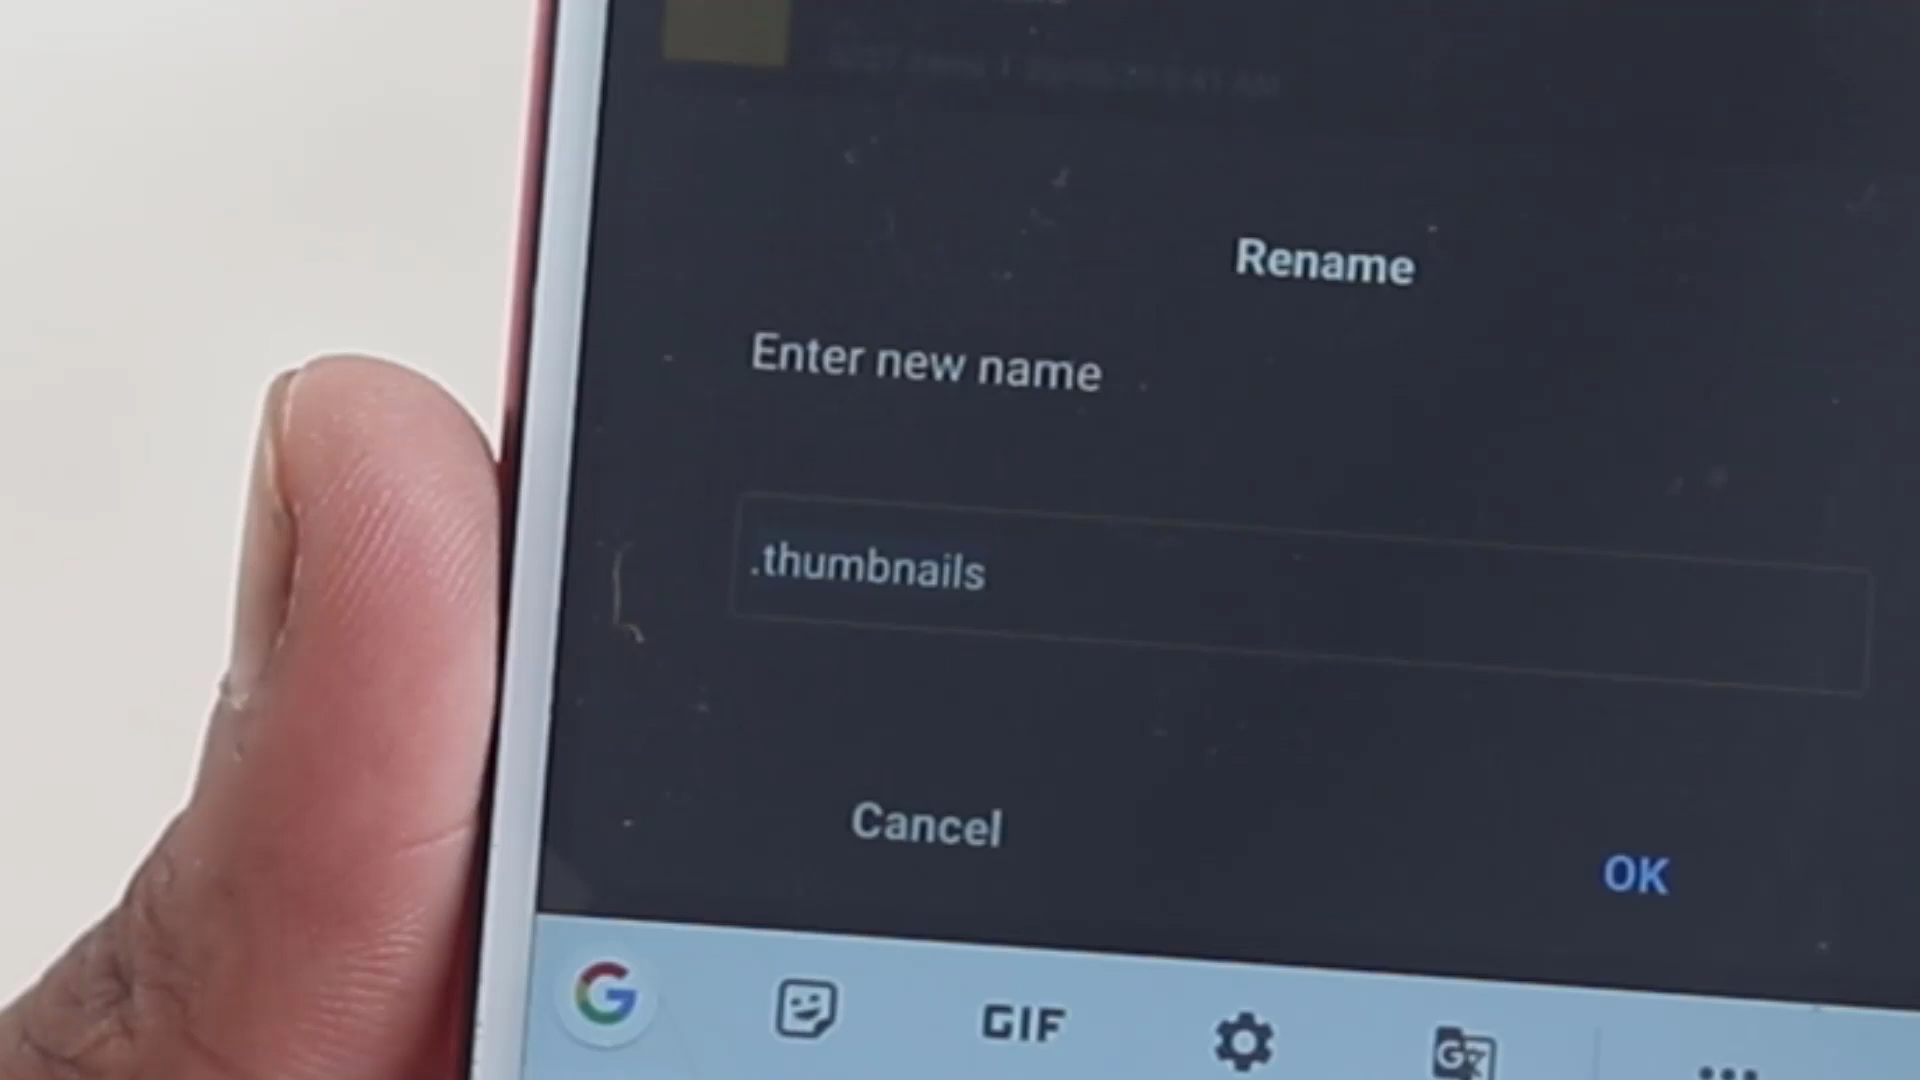 Rename
Enter new name
.thumbnails
Cancel
OK
G
GIF
G